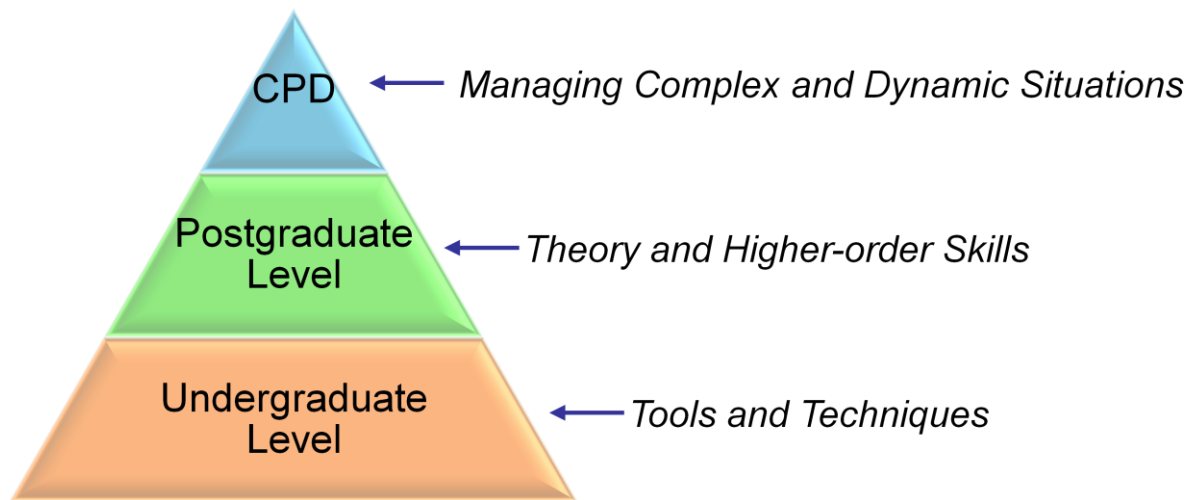 CPD
Managing Complex and Dynamic Situations
Postgraduate
Level
Theory and Higher-order Skills
Undergraduate
Level
Tools and Techniques